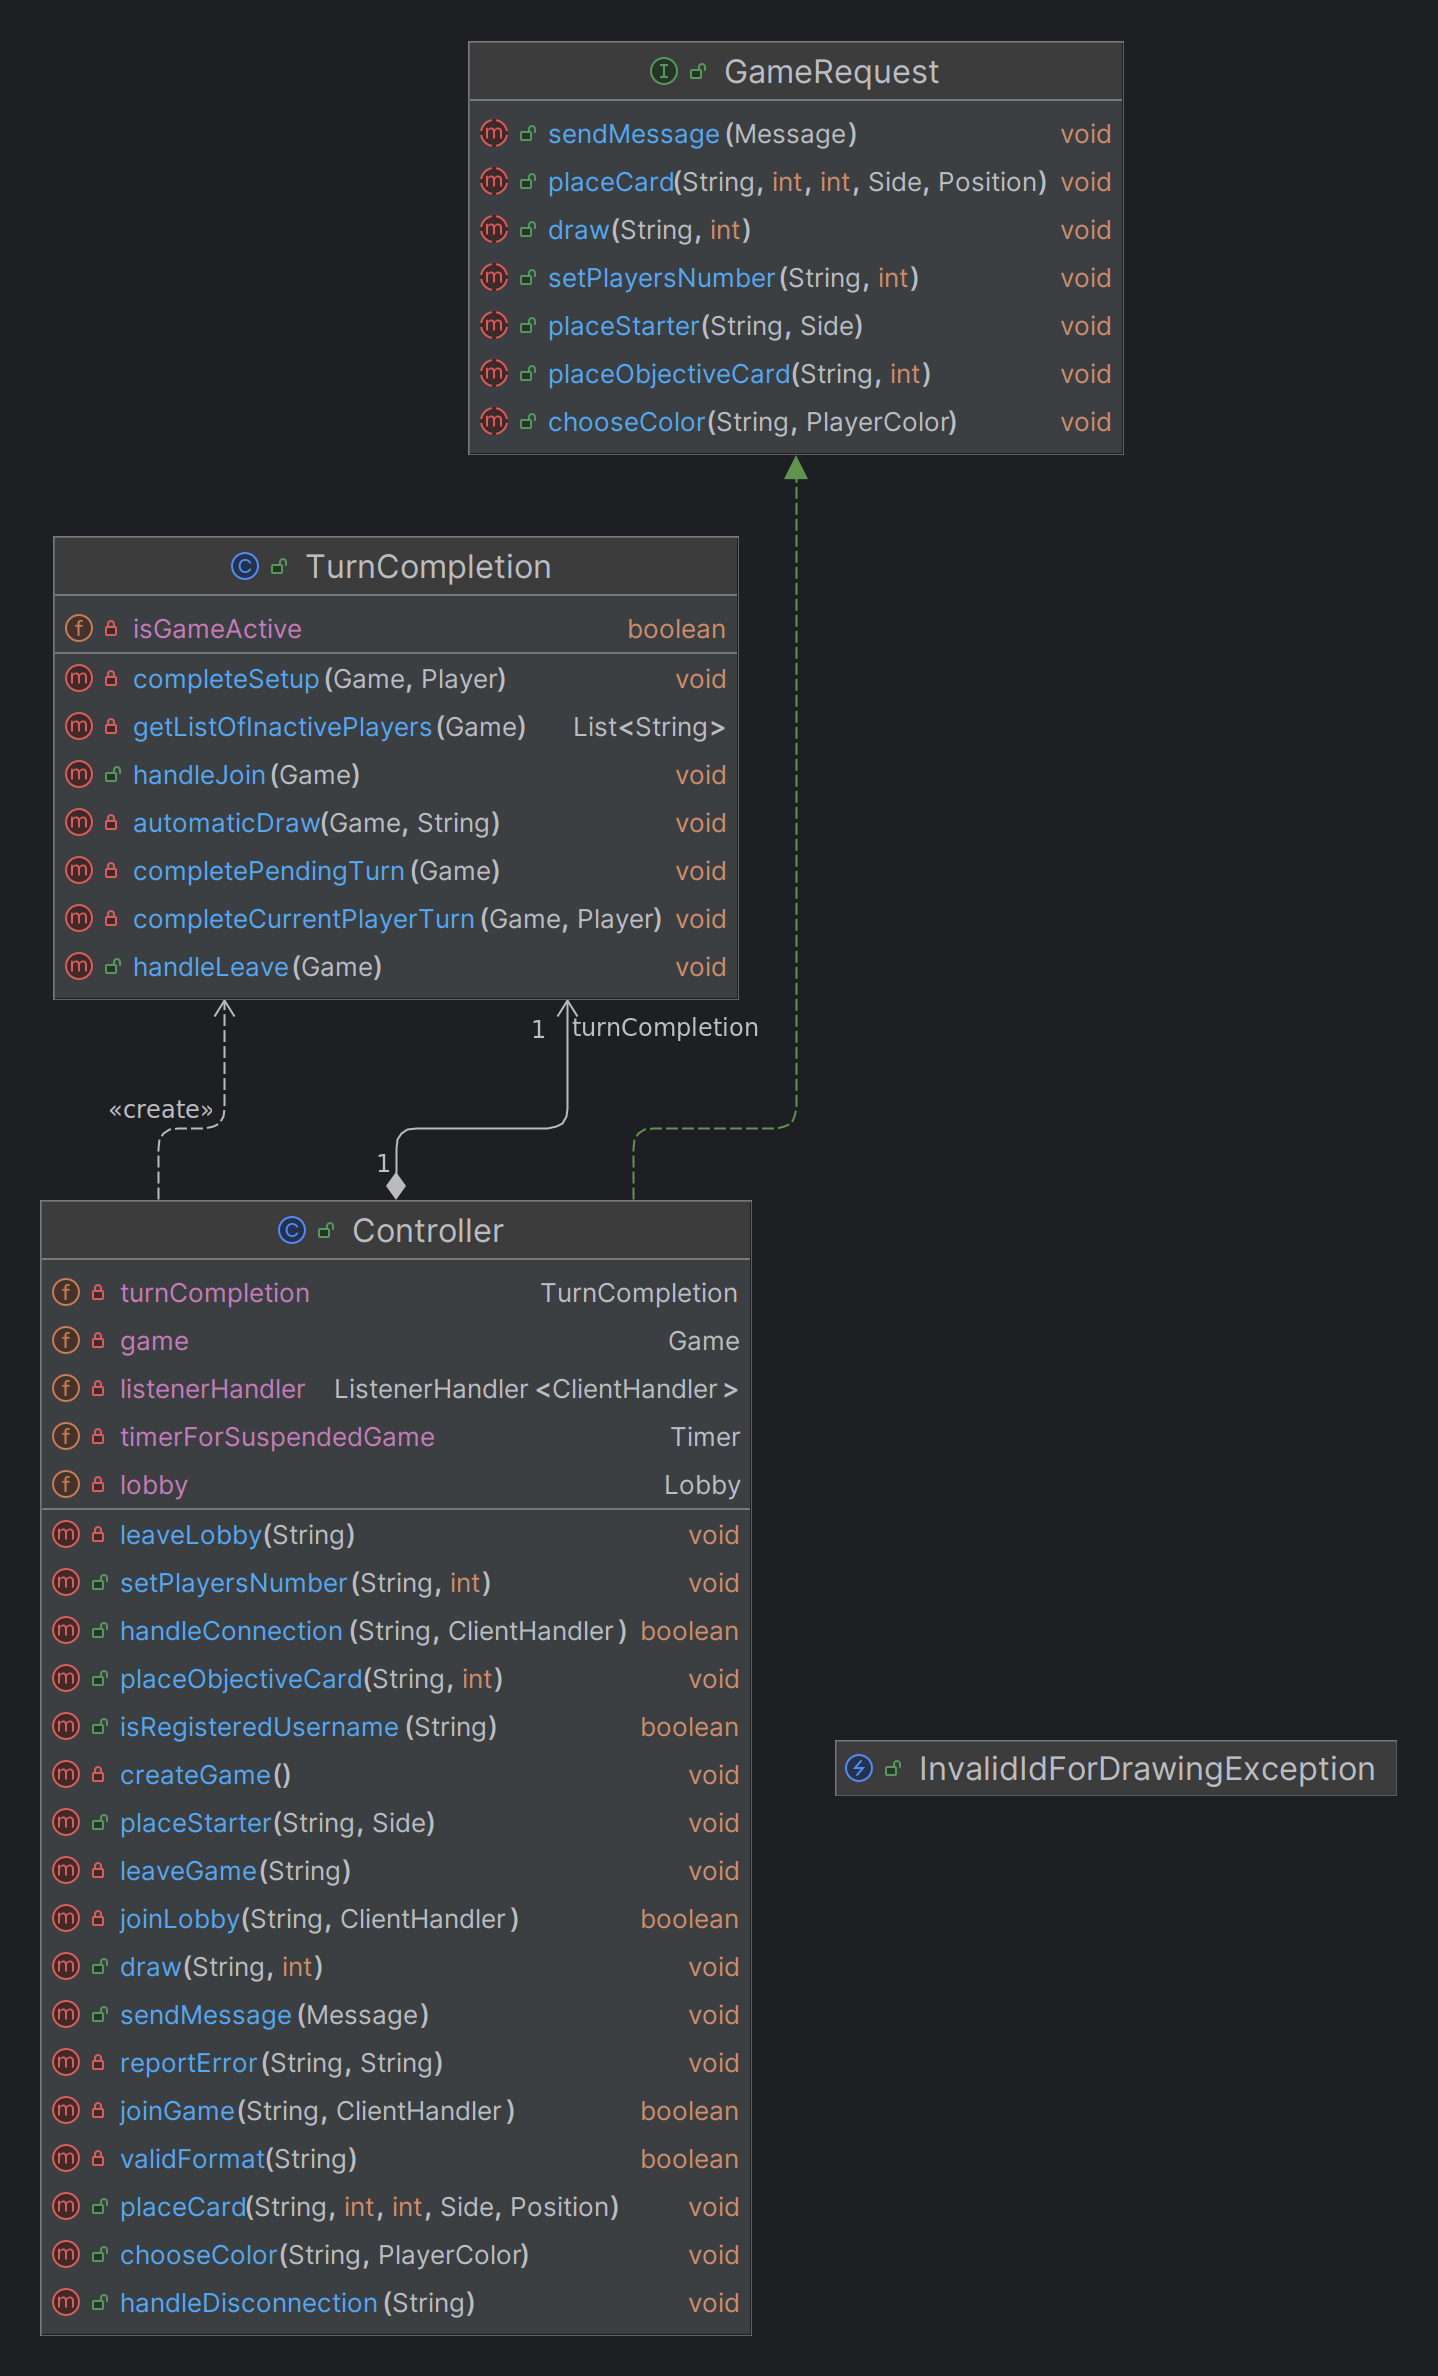 GameRequest
sendMessage(Message) void
placeCard(String, int, int, Side, Position) void
draw(String, int) void
setPlayersNumber(String, int) void
placeStarter(String, Side) void
placeObjectiveCard(String, int) void
chooseColor(String, PlayerColor) void
TurnCompletion
isGameActive boolean
completeSetup(Game, Player) void
getListOfInactivePlayers(Game) List<String>
handleJoin(Game) void
automaticDraw(Game, String) void
completePendingTurn(Game) void
completeCurrentPlayerTurn(Game, Player) void
handleLeave(Game) void
1 turnCompletion
«create»
1
Controller
turnCompletion TurnCompletion
game Game
listenerHandler ListenerHandler<ClientHandler>
timerForSuspendedGame Timer
lobby Lobby
leaveLobby(String) void
setPlayersNumber(String, int) void
handleConnection(String, ClientHandler) boolean
placeObjectiveCard(String, int) void
isRegisteredUsername(String) boolean
createGame() void
placeStarter(String, Side) void
leaveGame(String) void
joinLobby(String, ClientHandler) boolean
draw(String, int) void
sendMessage(Message) void
reportError(String, String) void
joinGame(String, ClientHandler) boolean
validFormat(String) boolean
placeCard(String, int, int, Side, Position) void
chooseColor(String, PlayerColor) void
handleDisconnection(String) void
InvalidIdForDrawingException